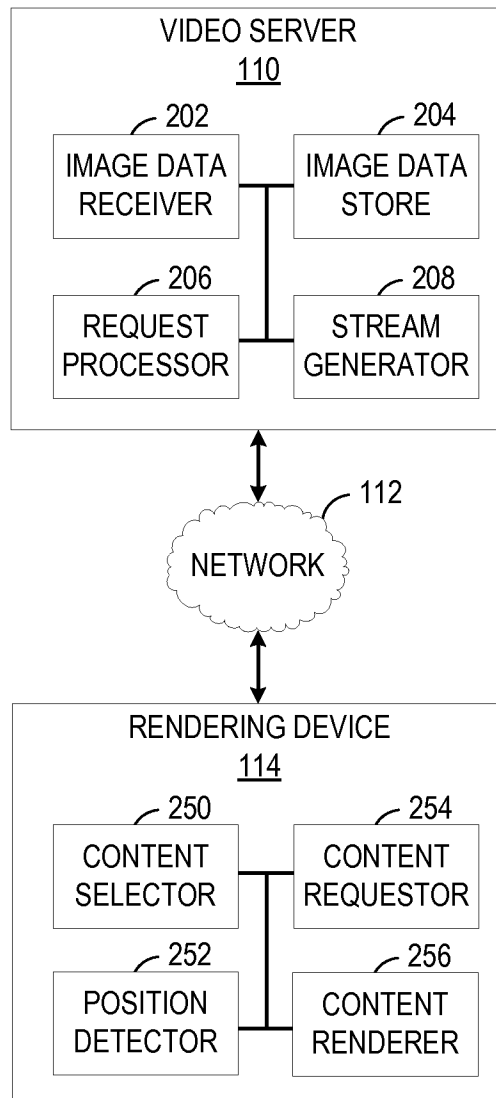 VIDEO SERVER
110
202
IMAGE DATA
RECEIVER
204
IMAGE DATA
STORE
206
REQUEST
PROCESSOR
208
STREAM
GENERATOR
112
NETWORK
RENDERING DEVICE
114
250
CONTENT
SELECTOR
254
CONTENT
REQUESTOR
252
POSITION
DETECTOR
256
CONTENT
RENDERER